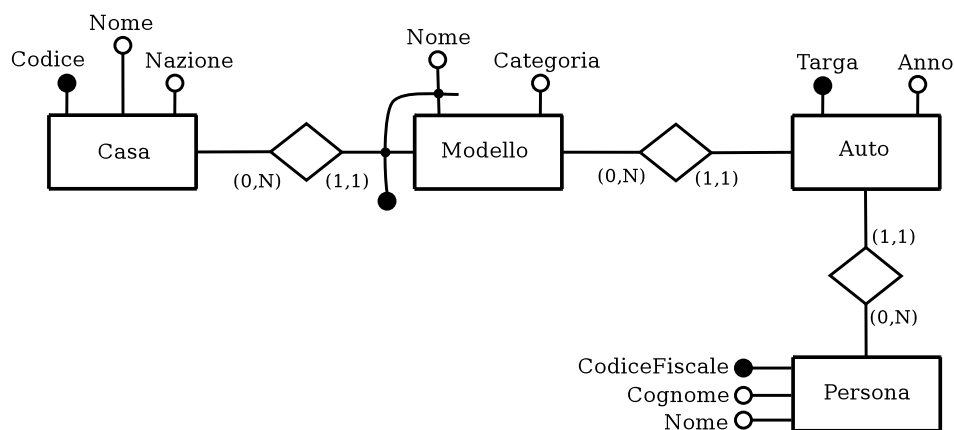 Nome
Codice
Nazione
Nome
Categoria
Targa
Anno
Casa
Modello
Auto
(0,N)
(1,1)
(0,N)
(1,1)
(1,1)
(0,N)
CodiceFiscale
Cognome
Nome
Persona